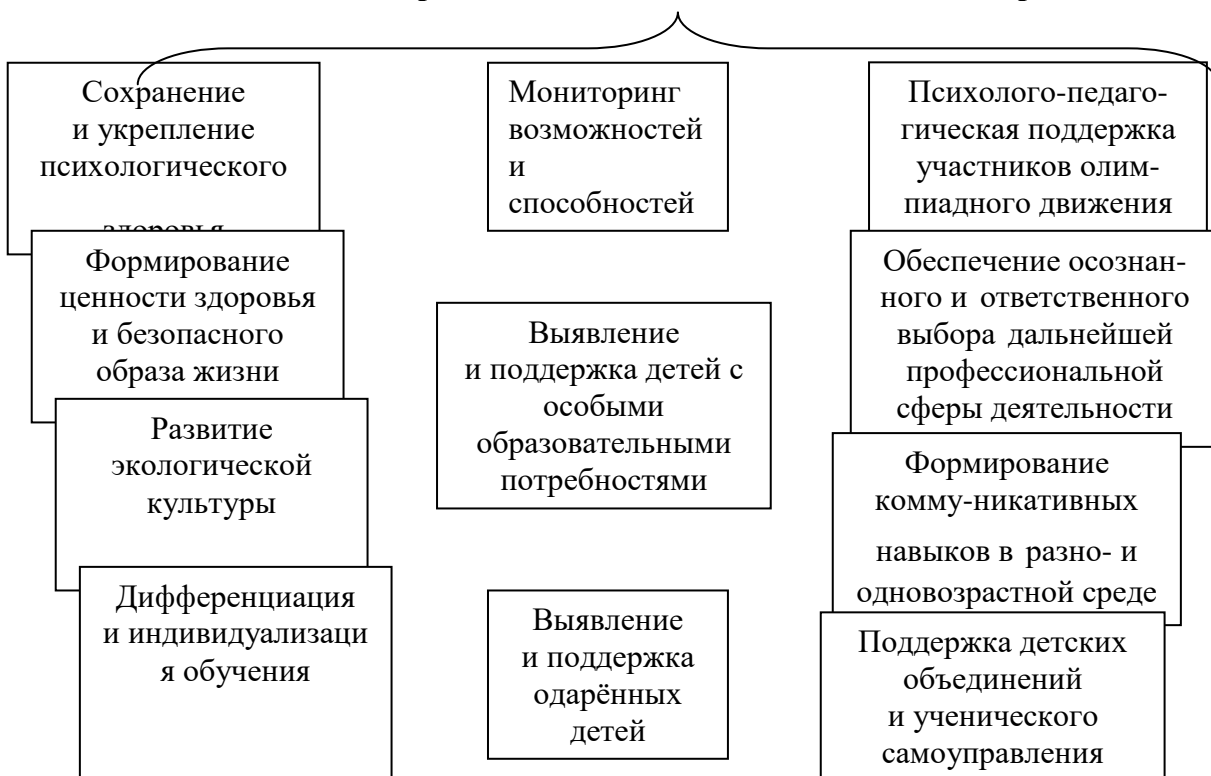 Сохранение
и укрепление
психологического
здоровья
Формирование
ценности здоровья
и безопасного
образа жизни
Развитие
экологической
культуры
Дифференциация
и индивидуализаци
я обучения
Мониторинг
возможностей
и
способностей
Выявление
и поддержка детей с
особыми
образовательными
потребностями
Выявление
и поддержка
одарённых
детей
Психолого-педаго-
гическая поддержка
участников олим-
пиадного движения
Обеспечение осознан-
ного и ответственного
выбора дальнейшей
профессиональной
сферы деятельности
Формирование
комму-никативных
навыков в разно- и
одновозрастной среде
Поддержка детских
объединений
и ученического
самоуправления